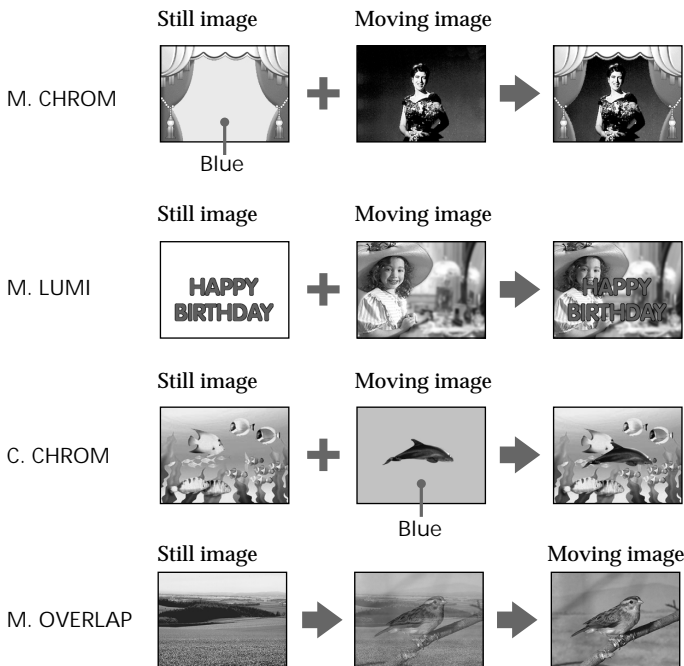 Still image Moving image
M. CHROM
Blue
Still image Moving image
M. LUMI
HAPPY
BIRTHDAY
HAPPY
BIRTHDAY
Still image Moving image
C. CHROM
Blue
Still image Moving image
M. OVERLAP